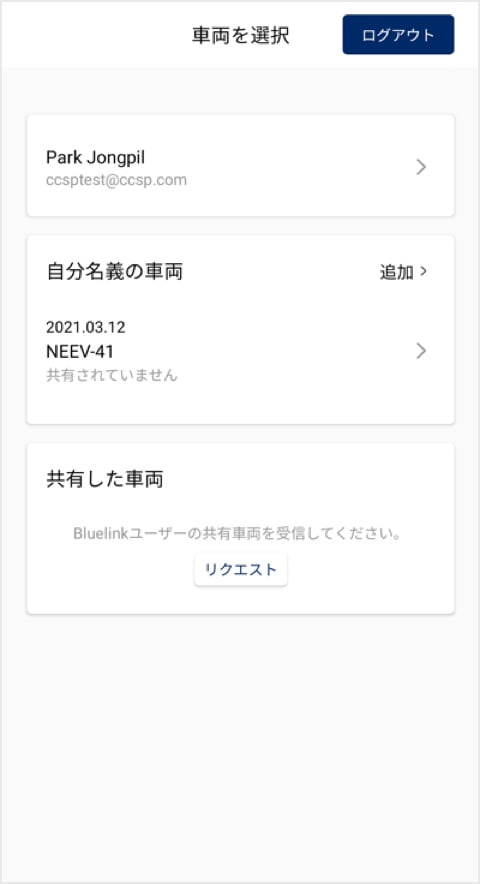 車両を選択
ログアウト
Park Jongpil
ccsptest@ccsp.com
自分名義の車両
追加
2021.03.12
NEEV-41
共有されていません
共有した車両
Bluelinkユーザーの共有車両を受信してください。
リクエスト